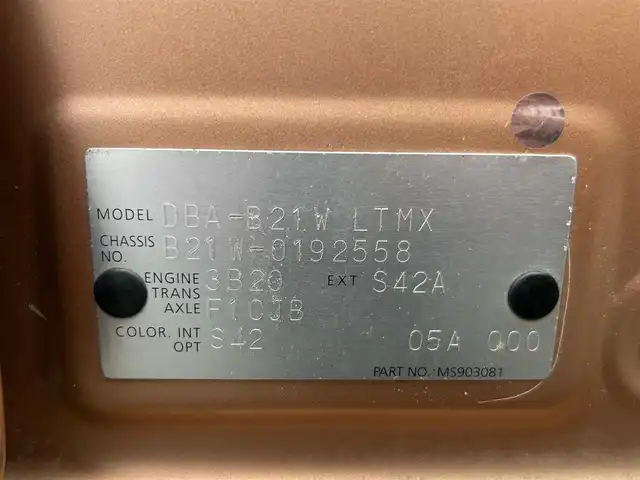 MODEL DBA-B21W LTMX
CHASSIS NO. B21W-0192558
ENGINE 3B20 EXT S42A
TRANS AXLE F1CJB
COLOR. INT OPT S42 05A 000
PART NO. MS903081